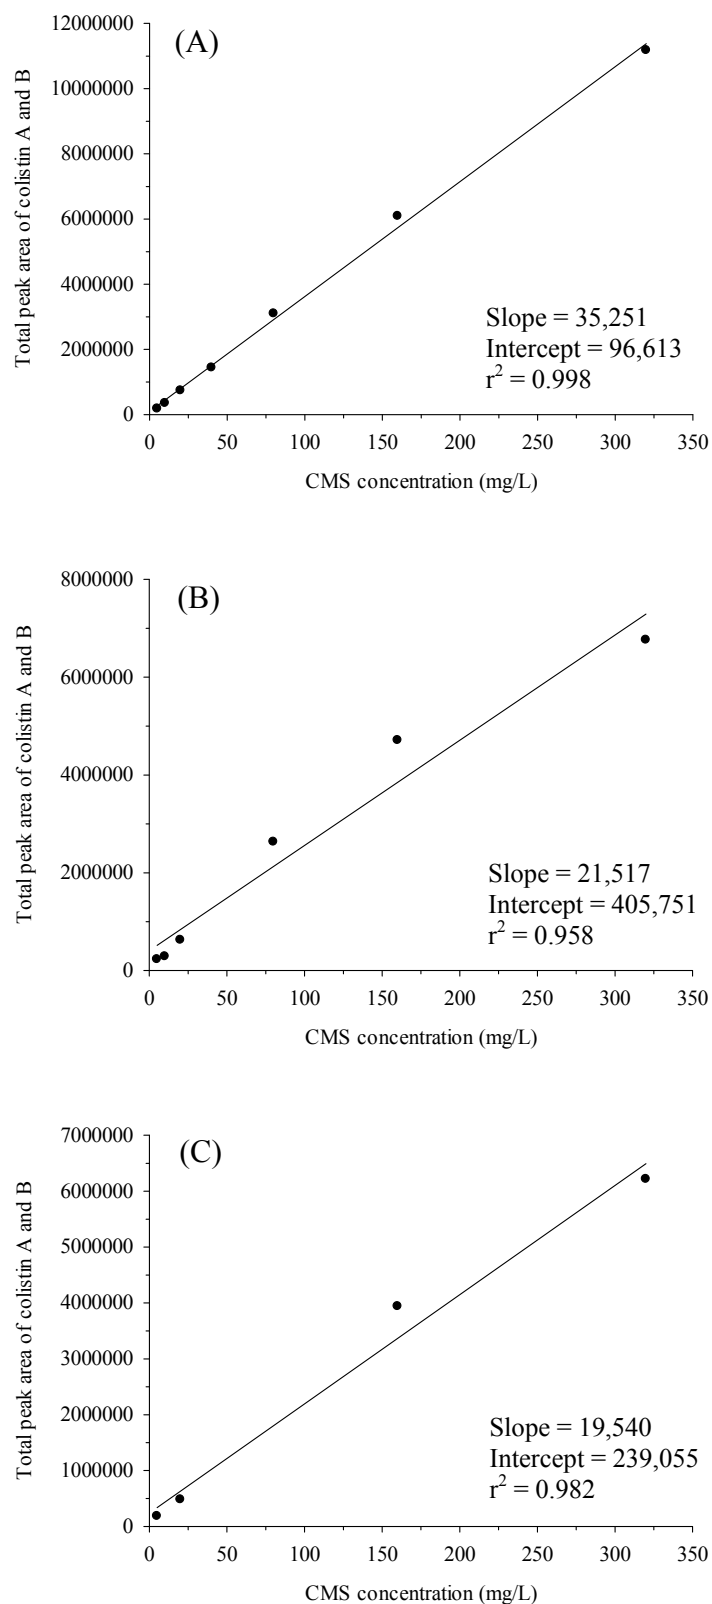 (A)
Total peak area of colistin A and B
12000000
10000000
8000000
6000000
4000000
2000000
0
Slope = 35,251
Intercept = 96,613
r² = 0.998
0 50 100 150 200 250 300 350
CMS concentration (mg/L)
(B)
Total peak area of colistin A and B
8000000
6000000
4000000
2000000
0
Slope = 21,517
Intercept = 405,751
r² = 0.958
0 50 100 150 200 250 300 350
CMS concentration (mg/L)
(C)
Total peak area of colistin A and B
7000000
6000000
5000000
4000000
3000000
2000000
1000000
0
Slope = 19,540
Intercept = 239,055
r² = 0.982
0 50 100 150 200 250 300 350
CMS concentration (mg/L)